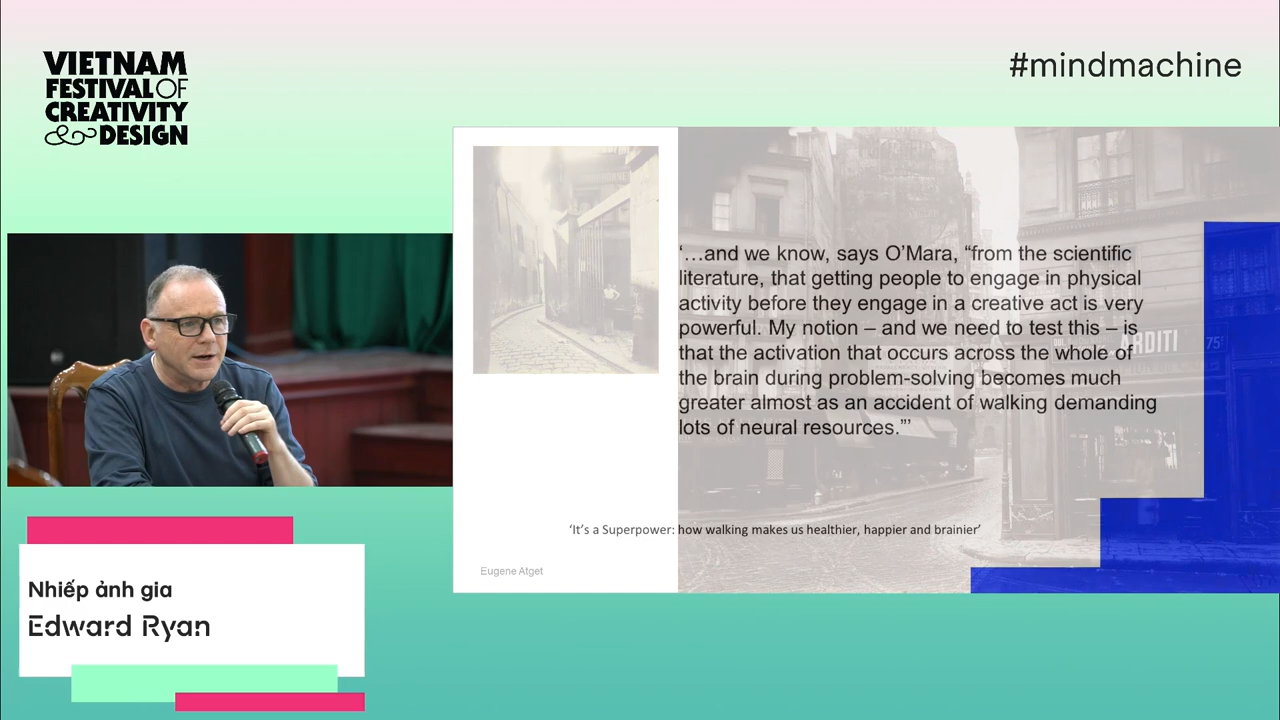 VIETNAM
FESTIVAL OF
CREATIVITY
& DESIGN
#mindmachine
‘…and we know, says O’Mara, “from the scientific
literature, that getting people to engage in physical
activity before they engage in a creative act is very
powerful. My notion – and we need to test this – is
that the activation that occurs across the whole of
the brain during problem-solving becomes much
greater almost as an accident of walking demanding
lots of neural resources.”’
ARDITI
75
‘It’s a Superpower: how walking makes us healthier, happier and brainier’
Eugene Atget
Nhiếp ảnh gia
Edward Ryan